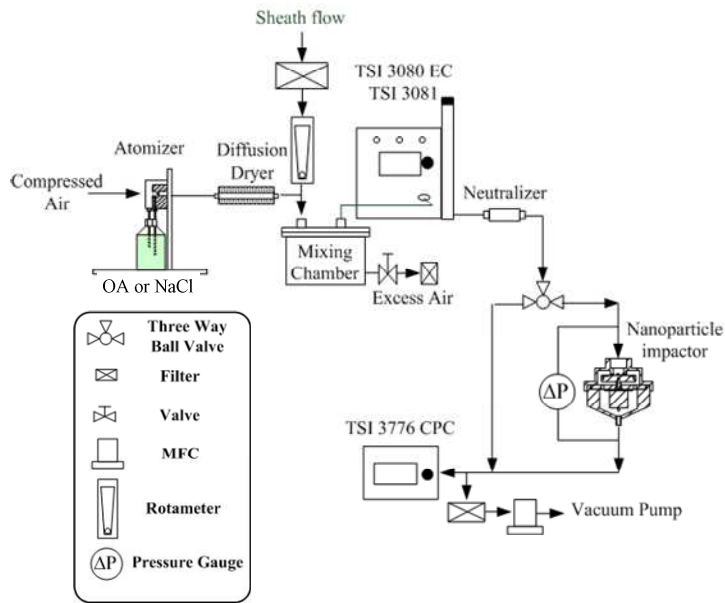 Sheath flow
TSI 3080 EC
TSI 3081
Atomizer
Diffusion
Dryer
Neutralizer
Compressed
Air
Mixing
Chamber
OA or NaCl
Excess Air
Nanoparticle
impactor
ΔP
TSI 3776 CPC
Vacuum Pump
Three Way
Ball Valve
Filter
Valve
MFC
Rotameter
ΔP
Pressure Gauge